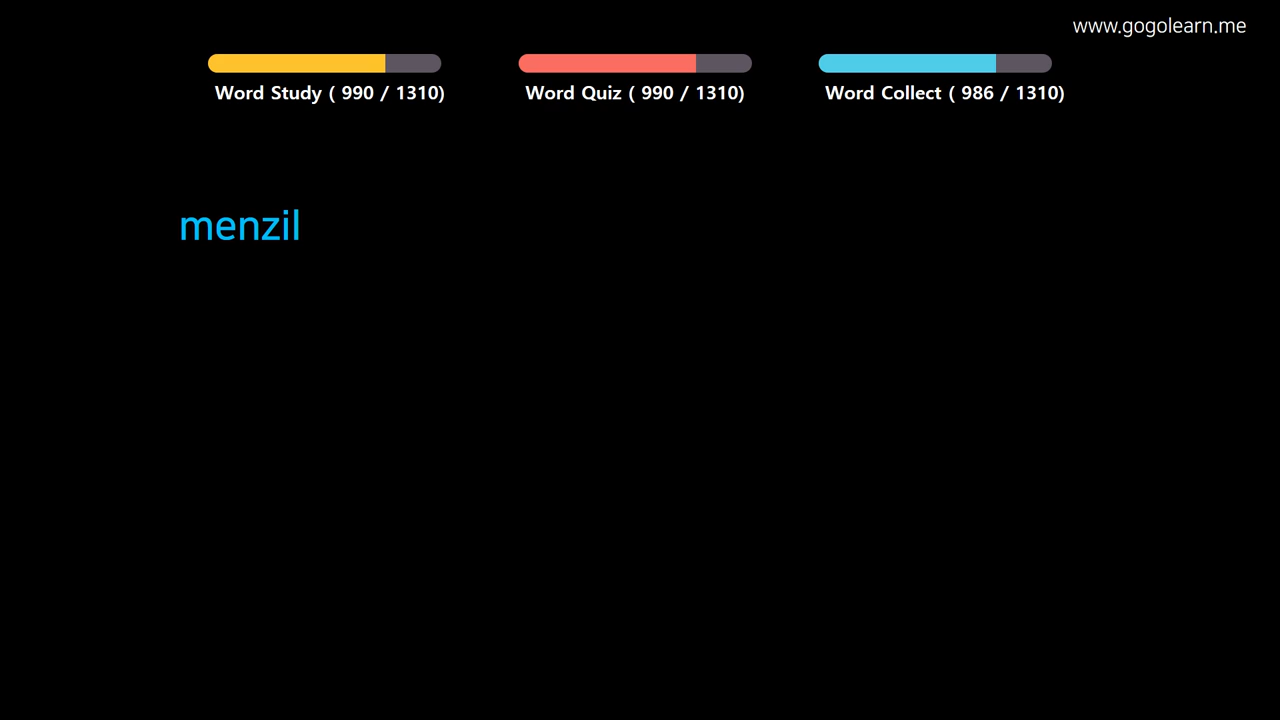 www.gogolearn.me
Word Study ( 990 / 1310)
Word Quiz ( 990 / 1310)
Word Collect ( 986 / 1310)
menzil